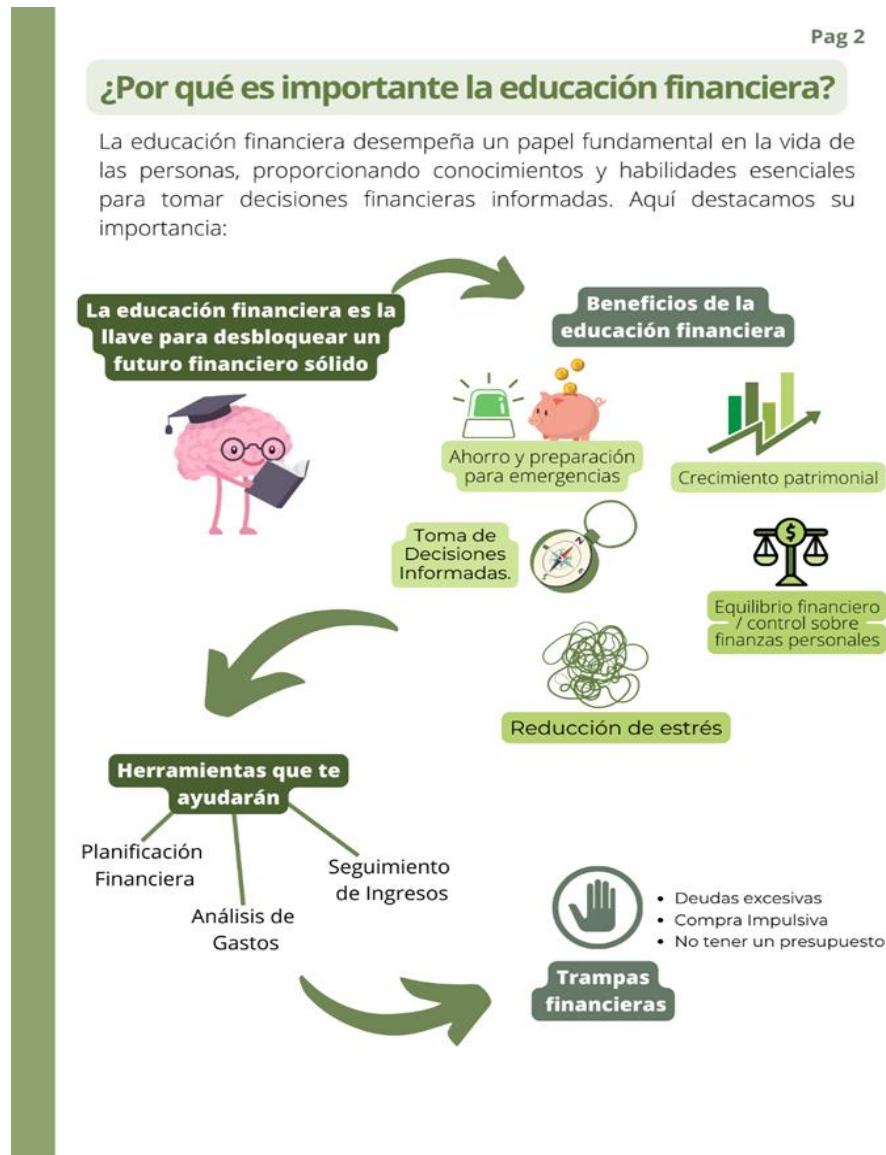 Pag 2
¿Por qué es importante la educación financiera?
La educación financiera desempeña un papel fundamental en la vida de
las personas, proporcionando conocimientos y habilidades esenciales
para tomar decisiones financieras informadas. Aquí destacamos su
importancia:
La educación financiera es la
llave para desbloquear un
futuro financiero sólido
Beneficios de la
educación financiera
Ahorro y preparación
para emergencias
Crecimiento patrimonial
Toma de
Decisiones
Informadas.
$
Equilibrio financiero
/ control sobre
finanzas personales
Reducción de estrés
Herramientas que te
ayudarán
Planificación
Financiera
Análisis de
Gastos
Seguimiento
de Ingresos
• Deudas excesivas
• Compra Impulsiva
• No tener un presupuesto
Trampas
financieras